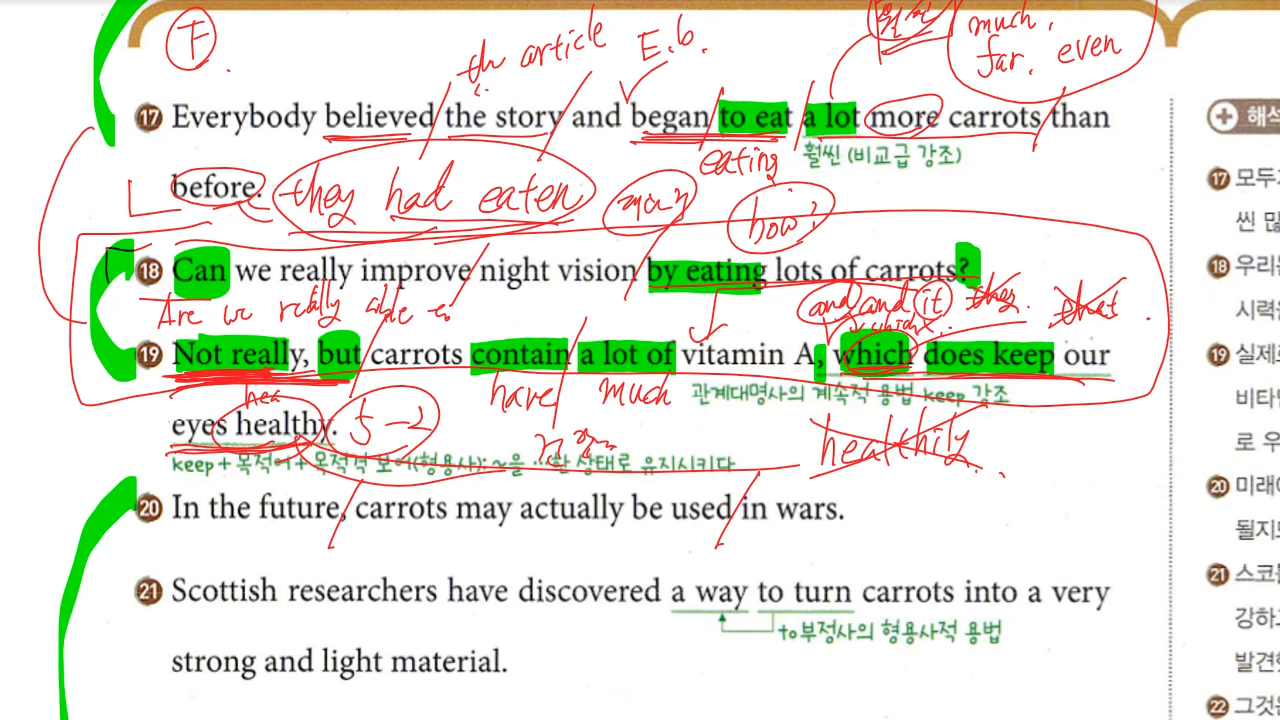 F
the article
E.b.
훨씬
much,
far, even
17 Everybody believed the story and began to eat a lot more carrots than
eating
훨씬 (비교급 강조)
before. they had eaten
how?
18 Can we really improve night vision by eating lots of carrots?
Are we really able to
and and it
19 Not really, but carrots contain a lot of vitamin A, which does keep our
have much
관계대명사의 계속적 용법 keep 강조
eyes healthy. 5-2
healthily
keep + 목적어 + 목적격 보어(형용사): ~을 …한 상태로 유지시키다
20 In the future, carrots may actually be used in wars.
21 Scottish researchers have discovered a way to turn carrots into a very
to부정사의 형용사적 용법
strong and light material.
해석
17 모두가
씬 많
18 우리는
시력
19 실제로
비타
로 우
20 미래에
될지도
21 스코틀
강하고
발견
22 그것은